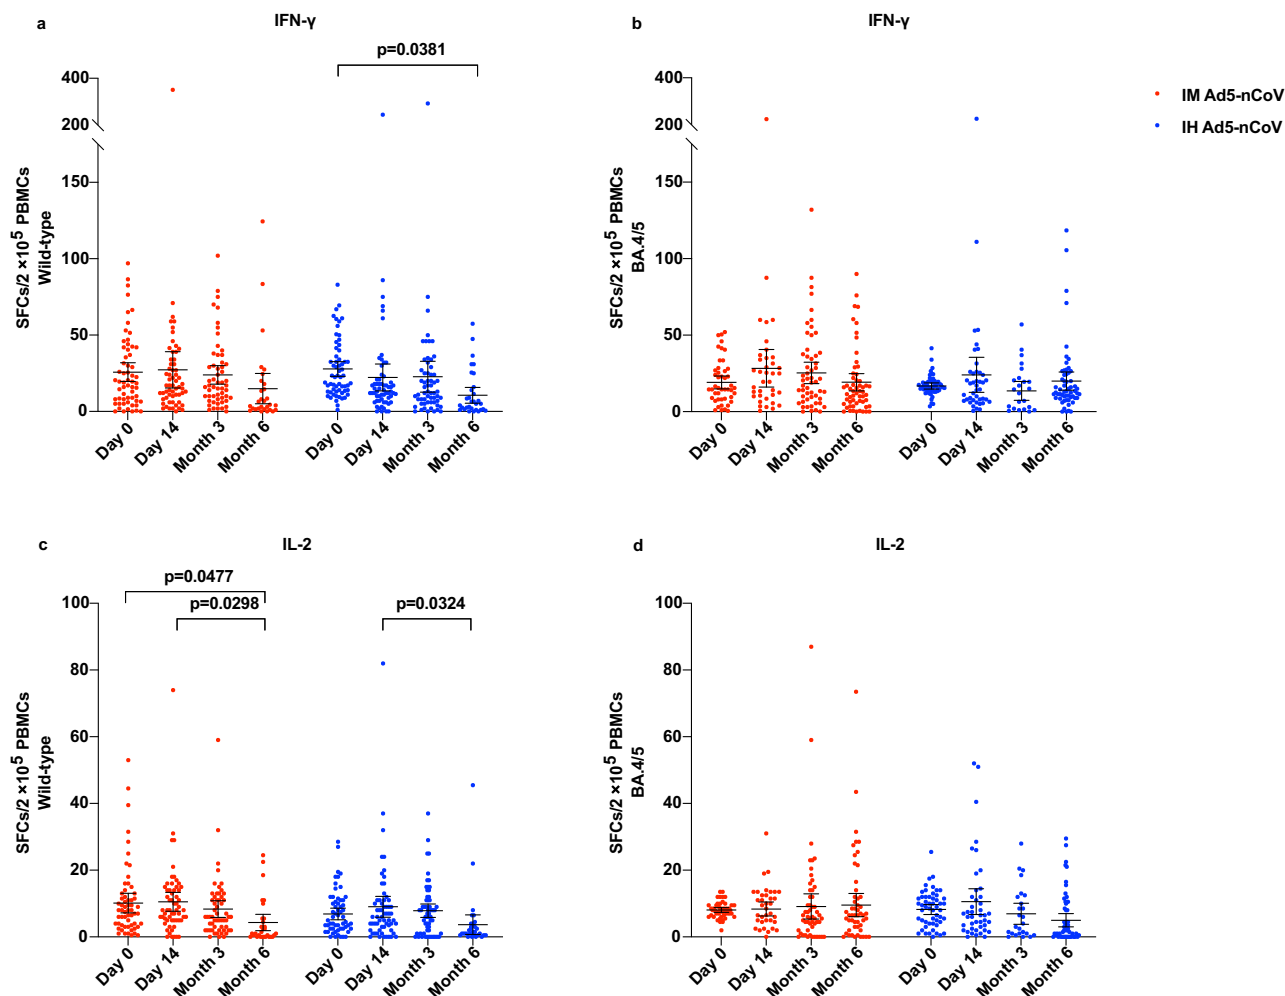 a
IFN-γ
p=0.0381
400
200
150
100
50
0
SFCs/2 ×10⁵ PBMCs
Wild-type
Day 0
Day 14
Month 3
Month 6
Day 0
Day 14
Month 3
Month 6
b
IFN-γ
400
200
150
100
50
0
SFCs/2 ×10⁵ PBMCs
BA.4/5
Day 0
Day 14
Month 3
Month 6
Day 0
Day 14
Month 3
Month 6
IM Ad5-nCoV
IH Ad5-nCoV
c
IL-2
p=0.0477
p=0.0298
p=0.0324
100
80
60
40
20
0
SFCs/2 ×10⁵ PBMCs
Wild-type
Day 0
Day 14
Month 3
Month 6
Day 0
Day 14
Month 3
Month 6
d
IL-2
100
80
60
40
20
0
SFCs/2 ×10⁵ PBMCs
BA.4/5
Day 0
Day 14
Month 3
Month 6
Day 0
Day 14
Month 3
Month 6